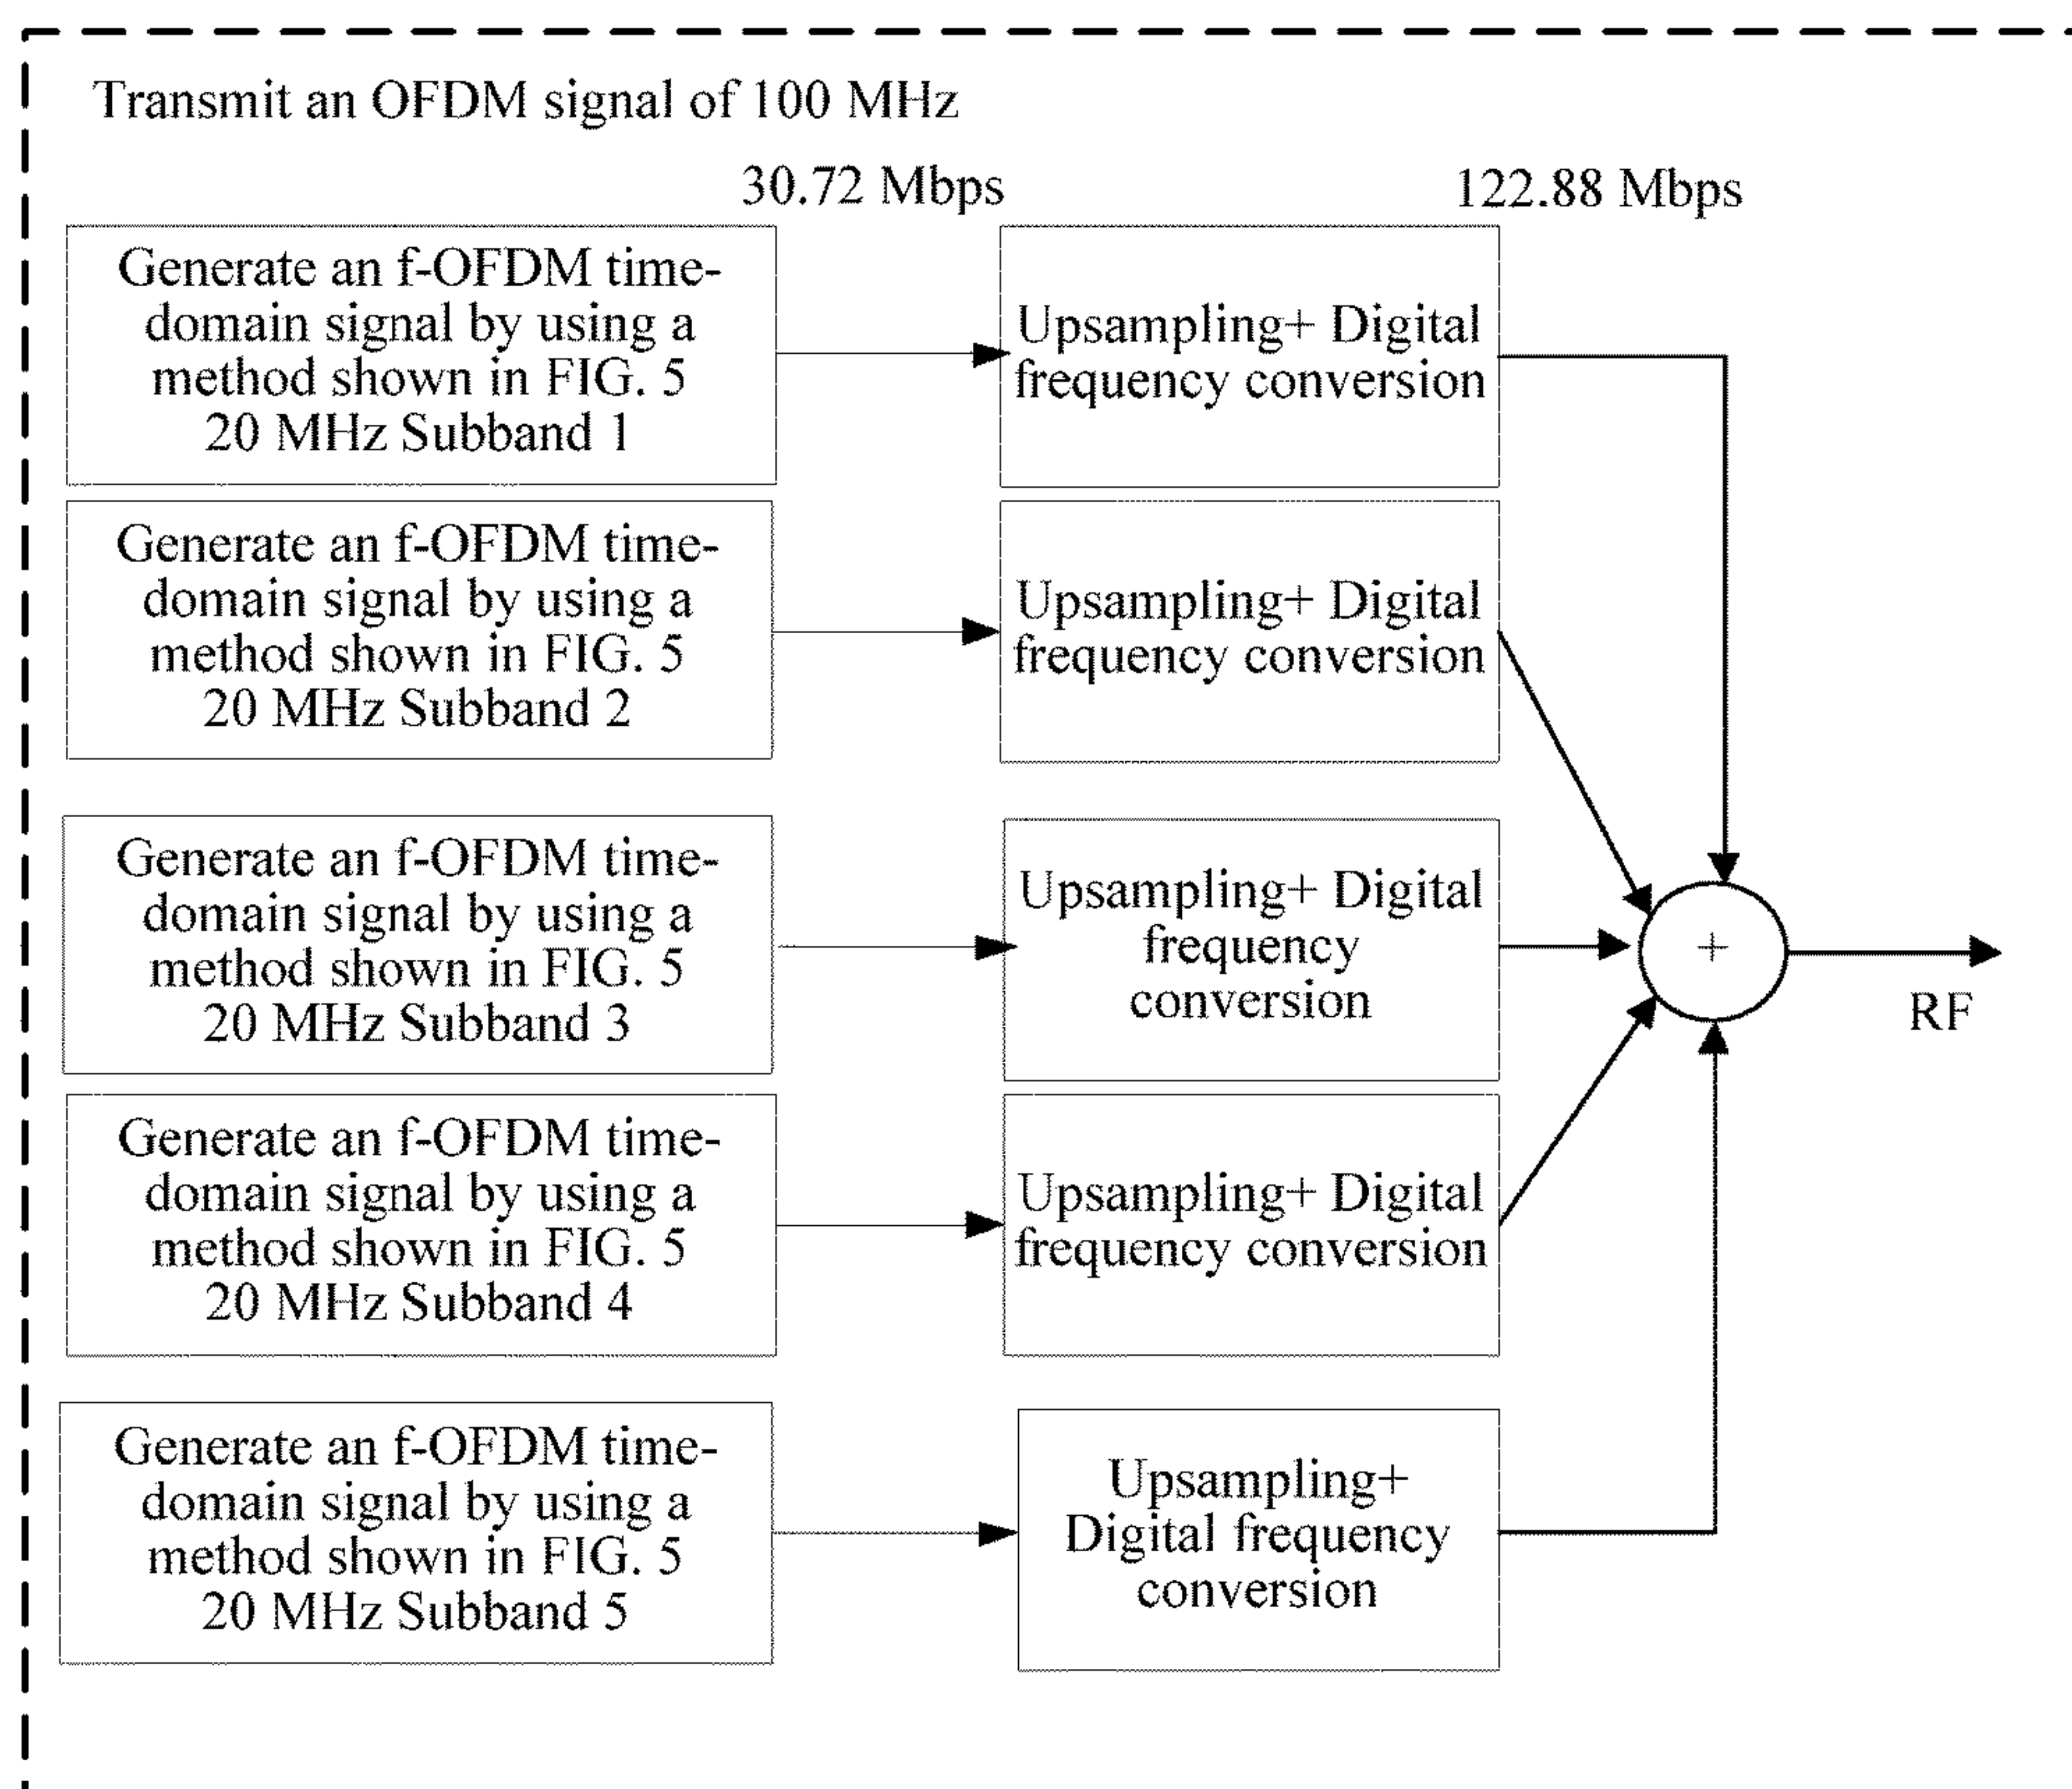 Transmit an OFDM signal of 100 MHz
30.72 Mbps
122.88 Mbps
Generate an f-OFDM time-
domain signal by using a
method shown in FIG. 5
20 MHz Subband 1
Upsampling+ Digital
frequency conversion
Generate an f-OFDM time-
domain signal by using a
method shown in FIG. 5
20 MHz Subband 2
Upsampling+ Digital
frequency conversion
Generate an f-OFDM time-
domain signal by using a
method shown in FIG. 5
20 MHz Subband 3
Upsampling+ Digital
frequency
conversion
+
RF
Generate an f-OFDM time-
domain signal by using a
method shown in FIG. 5
20 MHz Subband 4
Upsampling+ Digital
frequency conversion
Generate an f-OFDM time-
domain signal by using a
method shown in FIG. 5
20 MHz Subband 5
Upsampling+
Digital frequency
conversion